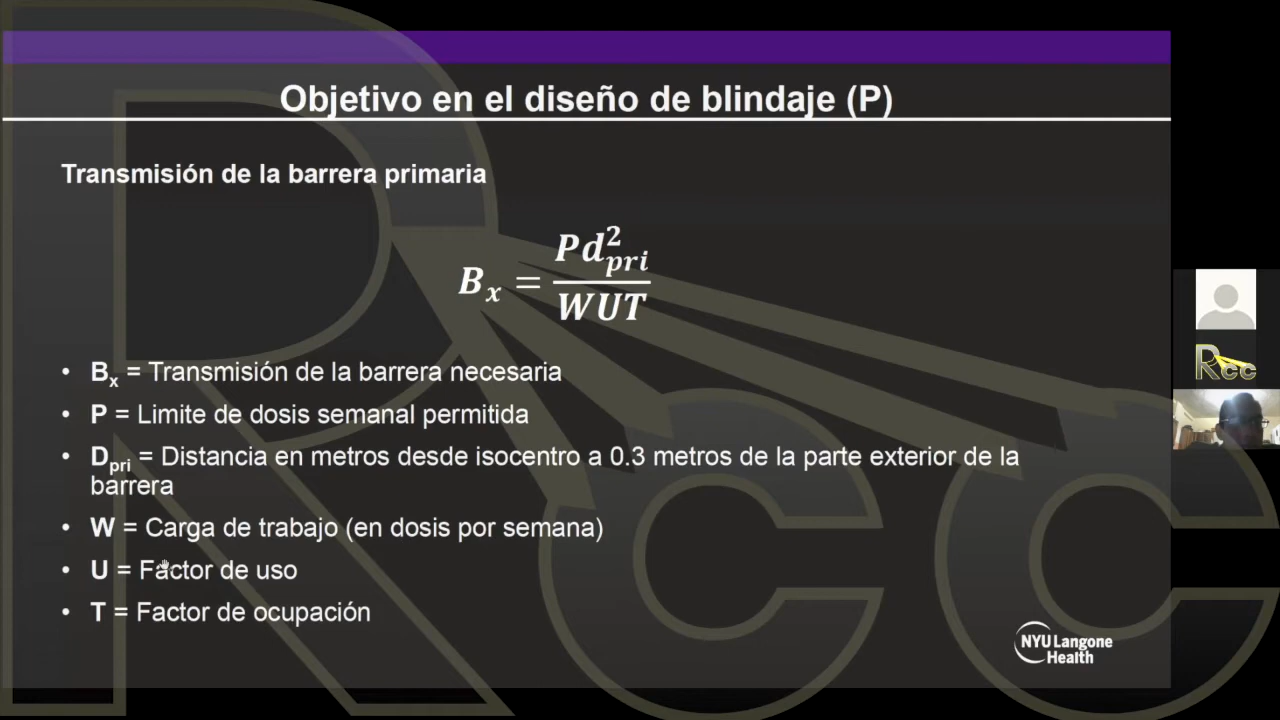 Objetivo en el diseño de blindaje (P)
Transmisión de la barrera primaria
B_x = Pd²_pri / WUT
• B_x = Transmisión de la barrera necesaria
• P = Limite de dosis semanal permitida
• D_pri = Distancia en metros desde isocentro a 0.3 metros de la parte exterior de la
barrera
• W = Carga de trabajo (en dosis por semana)
• U = Factor de uso
• T = Factor de ocupación
NYU Langone
Health
Rcc
Rcc